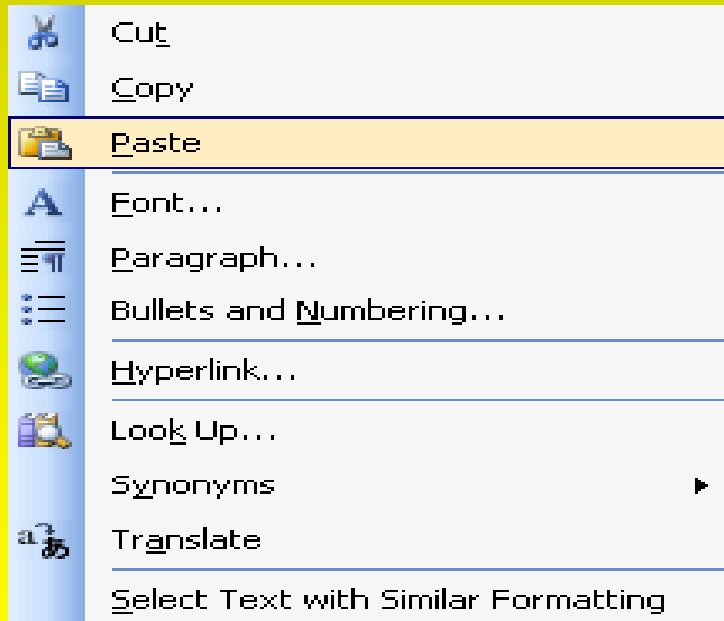 Cut
Copy
Paste
Font...
Paragraph...
Bullets and Numbering...
Hyperlink...
Look Up...
Synonyms
Translate
Select Text with Similar Formatting